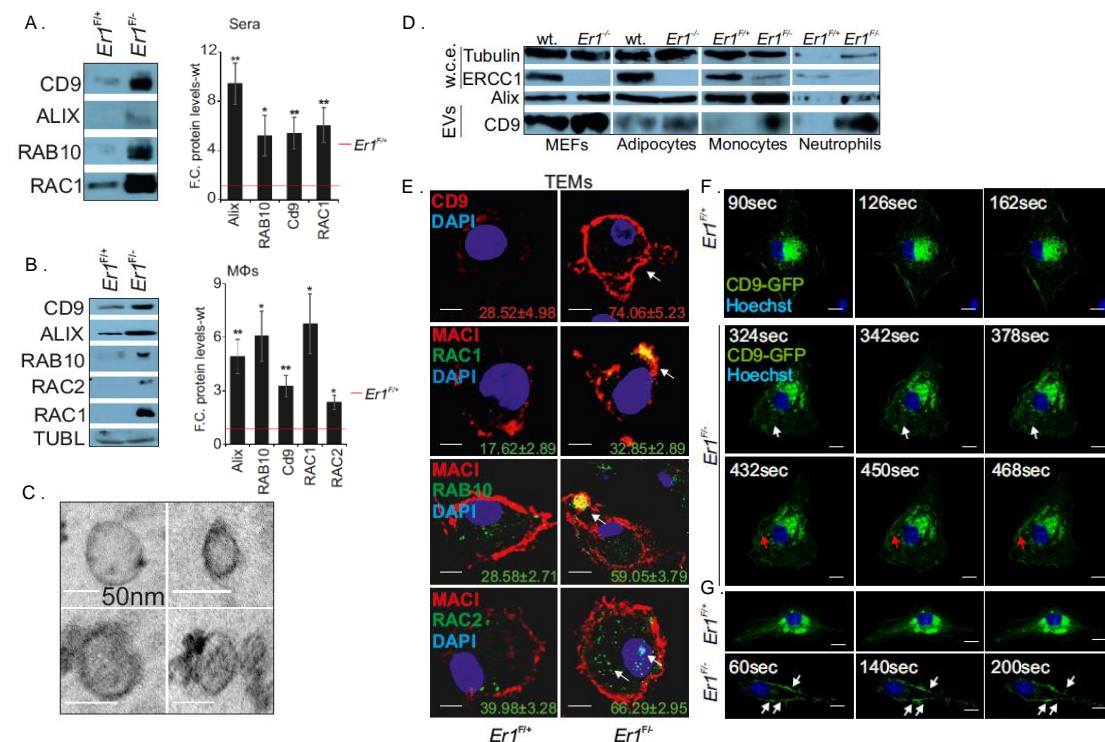 A .
Er1F/+
Er1F/-
CD9
ALIX
RAB10
RAC1
Sera
F.C. protein levels-wt
12
9
6
3
0
**
*
**
**
Alix
RAB10
Cd9
RAC1
Er1F/+
B .
Er1F/+
Er1F/-
CD9
ALIX
RAB10
RAC2
RAC1
TUBL
MΦs
F.C. protein levels-wt
9
6
3
0
**
*
**
*
*
Alix
RAB10
Cd9
RAC1
RAC2
Er1F/+
C .
50nm
D .
wt. Er1-/- wt. Er1-/- Er1F/+ Er1F/- Er1F/+ Er1F/-
w.c.e.
Tubulin
ERCC1
EVs
Alix
CD9
MEFs Adipocytes Monocytes Neutrophils
E .
TEMs
CD9
DAPI
28.52±4.98 74.06±5.23
MACI
RAC1
DAPI
17.62±2.89 32.85±2.89
MACI
RAB10
DAPI
28.58±2.71 59.05±3.79
MACI
RAC2
DAPI
39.98±3.28 66.29±2.95
Er1F/+ Er1F/-
F .
Er1F/+
90sec 126sec 162sec
CD9-GFP
Hoechst
Er1F/-
324sec 342sec 378sec
CD9-GFP
Hoechst
432sec 450sec 468sec
G .
Er1F/+
Er1F/-
60sec 140sec 200sec